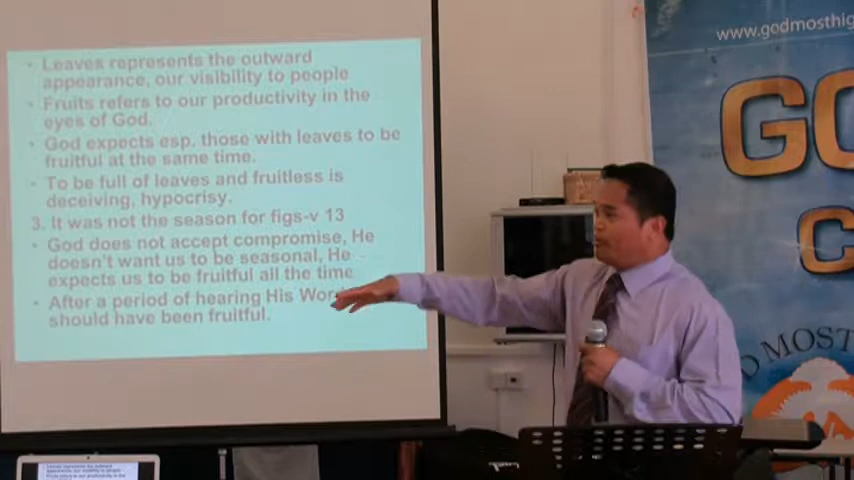 • Leaves represents the outward
appearance, our visibility to people
• Fruits refers to our productivity in the
eyes of God.
• God expects esp. those with leaves to be
fruitful at the same time.
• To be full of leaves and fruitless is
deceiving, hypocrisy.
3. It was not the season for figs-v 13
• God does not accept compromise, He
doesn't want us to be seasonal, He
expects us to be fruitful all the time
• After a period of hearing His Word
should have been fruitful.
www.godmosthig
GO
C
D MOST